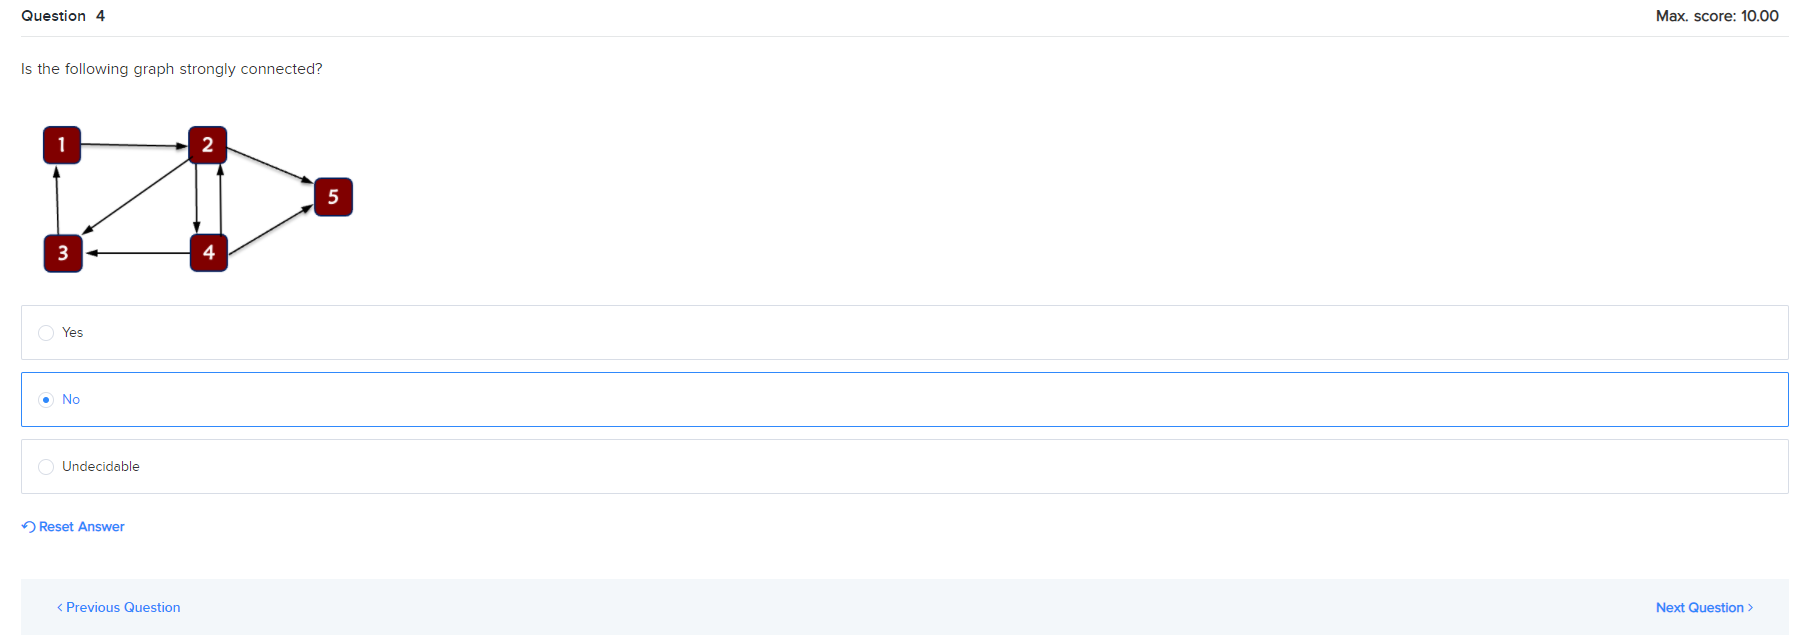 Question 4
Max. score: 10.00
Is the following graph strongly connected?
1
2
5
3
4
Yes
No
Undecidable
Reset Answer
< Previous Question
Next Question >